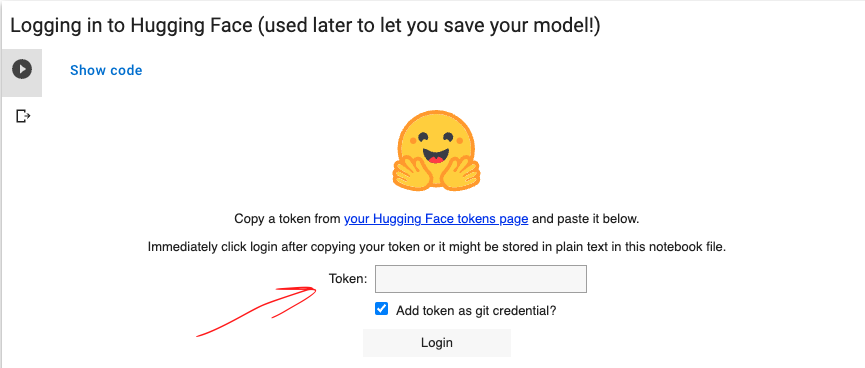 Logging in to Hugging Face (used later to let you save your model!)
Show code
Copy a token from your Hugging Face tokens page and paste it below.
Immediately click login after copying your token or it might be stored in plain text in this notebook file.
Token:
Add token as git credential?
Login